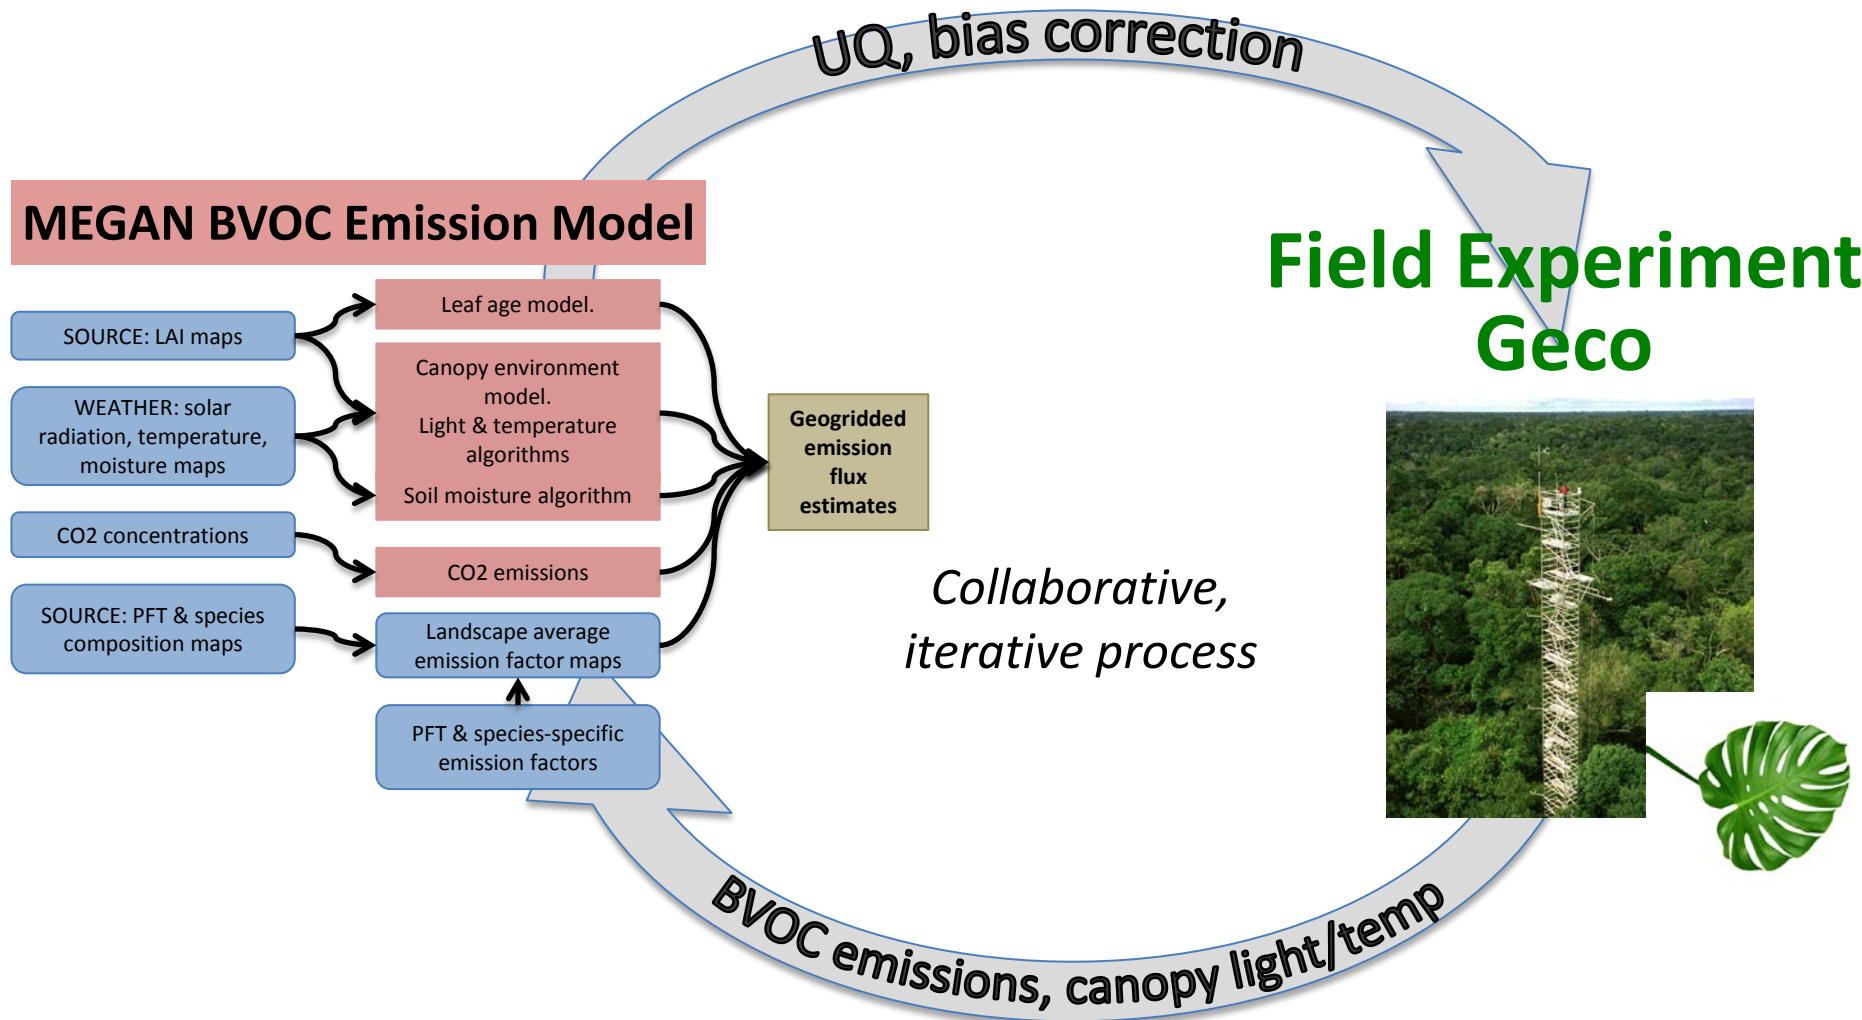 UQ, bias correction
MEGAN BVOC Emission Model
Field Experiment
Geco
SOURCE: LAI maps
WEATHER: solar
radiation, temperature,
moisture maps
CO2 concentrations
SOURCE: PFT & species
composition maps
Leaf age model.
Canopy environment
model.
Light & temperature
algorithms
Soil moisture algorithm
CO2 emissions
Landscape average
emission factor maps
PFT & species-specific
emission factors
Geogridded
emission
flux
estimates
Collaborative,
iterative process
BVOC emissions, canopy light/temp